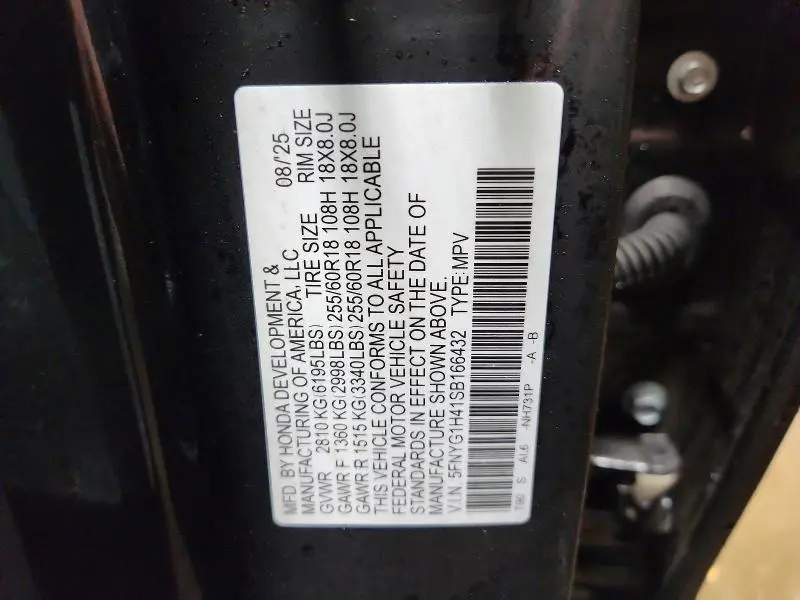 MFD. BY HONDA DEVELOPMENT & 08/'25
MANUFACTURING OF AMERICA, LLC
TIRE SIZE RIM SIZE
GVWR 2810 KG(6195LBS)
GAWR F 1360 KG(2998LBS) 255/60R18 108H 18X8.0J
GAWR R 1515 KG(3340LBS) 255/60R18 108H 18X8.0J
THIS VEHICLE CONFORMS TO ALL APPLICABLE
FEDERAL MOTOR VEHICLE SAFETY
STANDARDS IN EFFECT ON THE DATE OF
MANUFACTURE SHOWN ABOVE.
V.I.N. 5FNYG1H41SB166432 TYPE:MPV
T90 S AL6 -NH731P -A -B